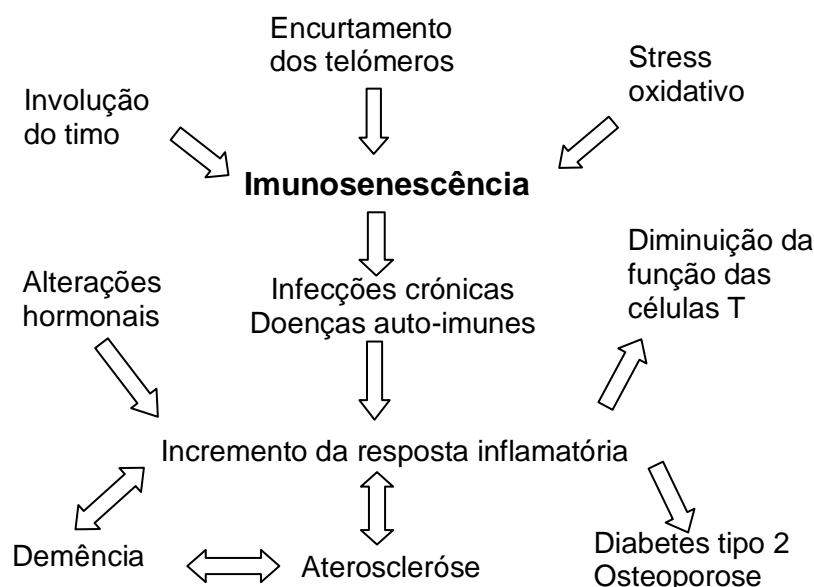 Encurtamento
dos telómeros
Stress
oxidativo
Involução
do timo
Imunosenescência
Diminuição da
função das
células T
Alterações
hormonais
Infecções crónicas
Doenças auto-imunes
Incremento da resposta inflamatória
Demência
Ateroscleróse
Diabetes tipo 2
Osteoporose